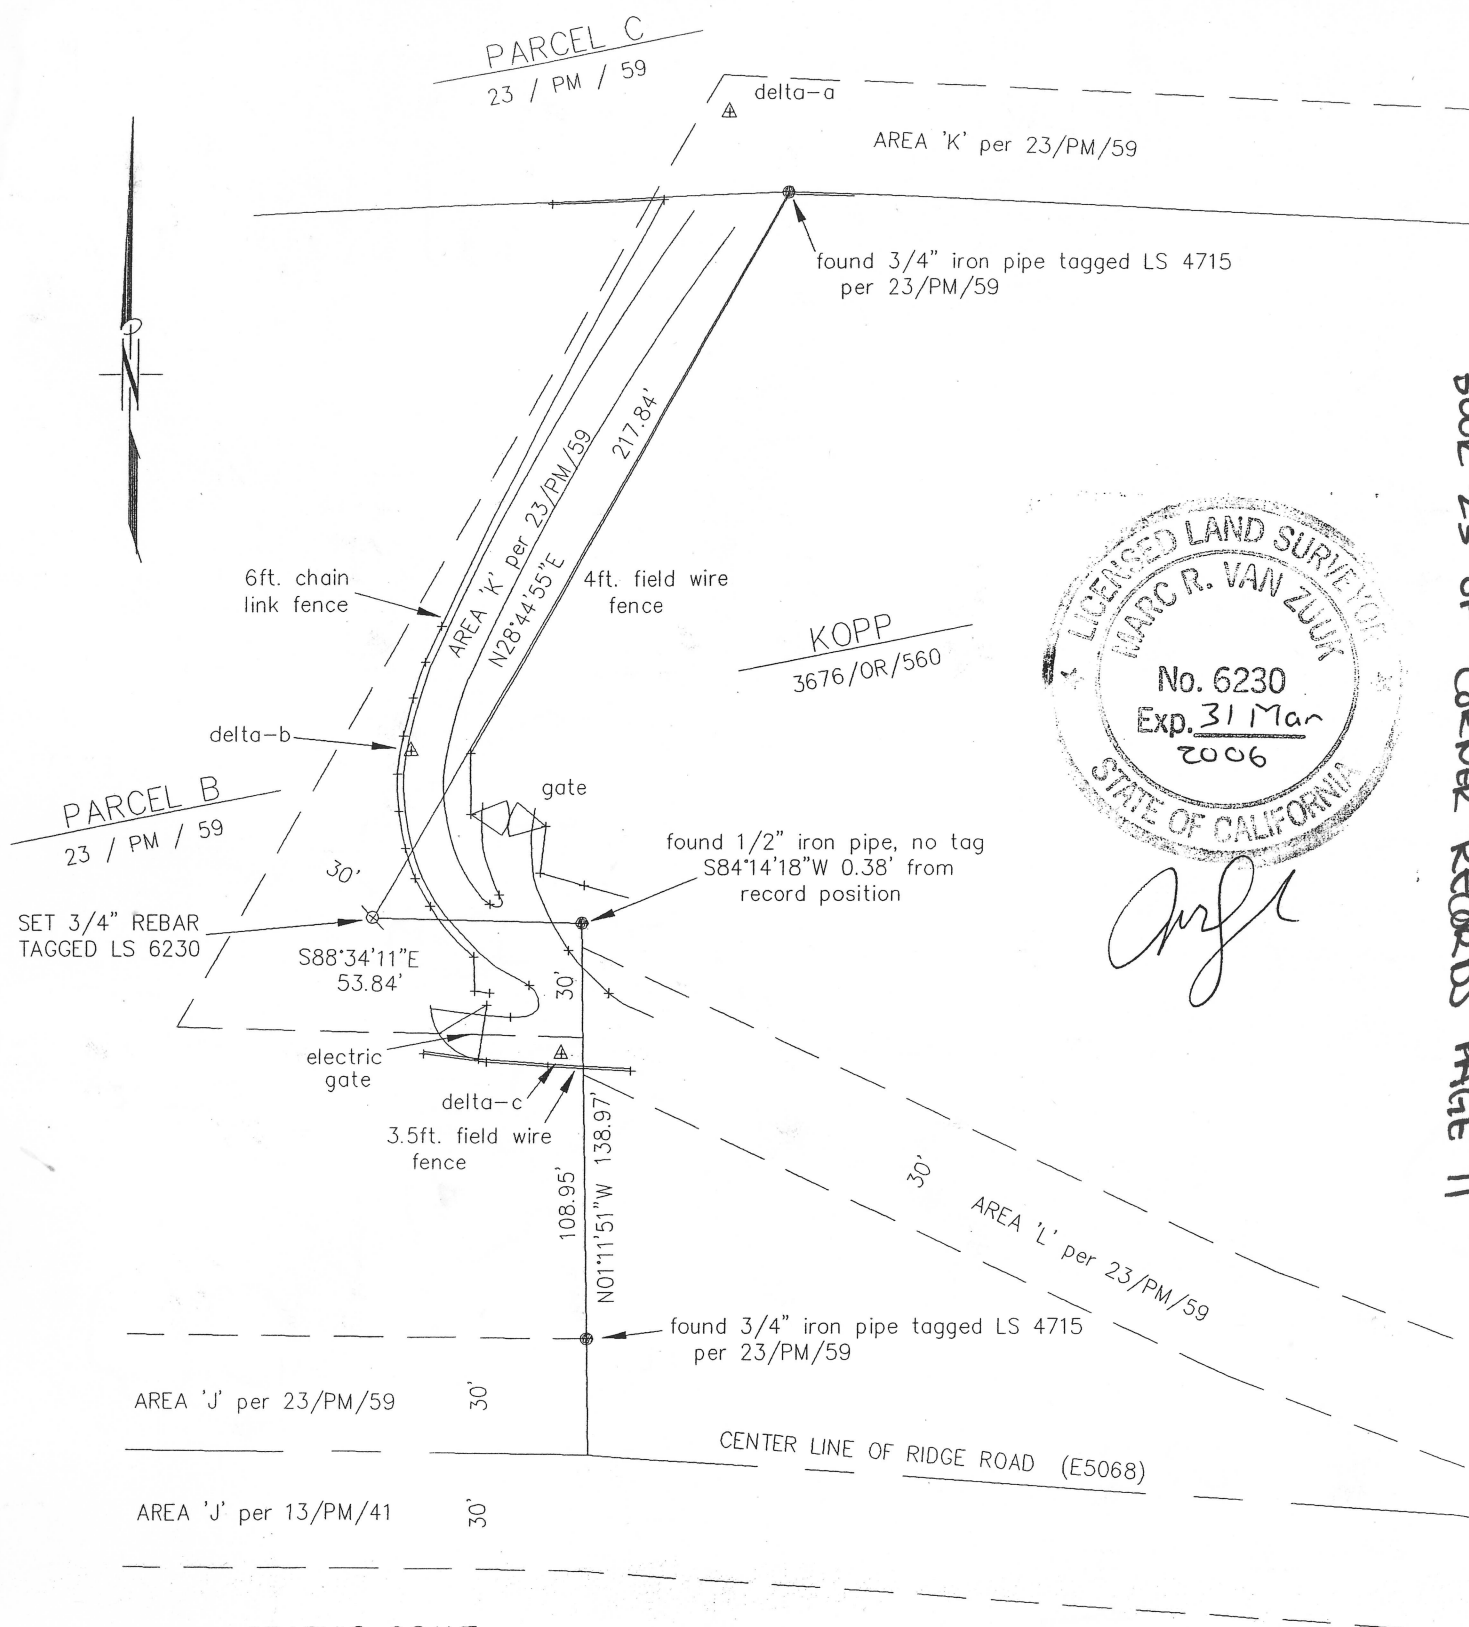 PARCEL C
23 / PM / 59
delta-a
AREA 'K' per 23/PM/59
found 3/4" iron pipe tagged LS 4715
per 23/PM/59
217.84'
AREA 'K' per 23/PM/59
N28°44'55"E
6ft. chain
link fence
4ft. field wire
fence
KOPP
3676/OR/560
LICENSED LAND SURVEYOR
MARC R. VAN ZUUK
No. 6230
Exp. 31 Mar
2006
STATE OF CALIFORNIA
delta-b
PARCEL B
23 / PM / 59
gate
found 1/2" iron pipe, no tag
S84°14'18"W 0.38' from
record position
30'
SET 3/4" REBAR
TAGGED LS 6230
S88°34'11"E
53.84'
30'
electric
gate
delta-c
3.5ft. field wire
fence
108.95'
N01°11'51"W 138.97'
30'
AREA 'L' per 23/PM/59
found 3/4" iron pipe tagged LS 4715
per 23/PM/59
AREA 'J' per 23/PM/59
30'
CENTER LINE OF RIDGE ROAD (E5068)
AREA 'J' per 13/PM/41
30'
BOOK 23 OF CORNER RECORDS PAGE 11